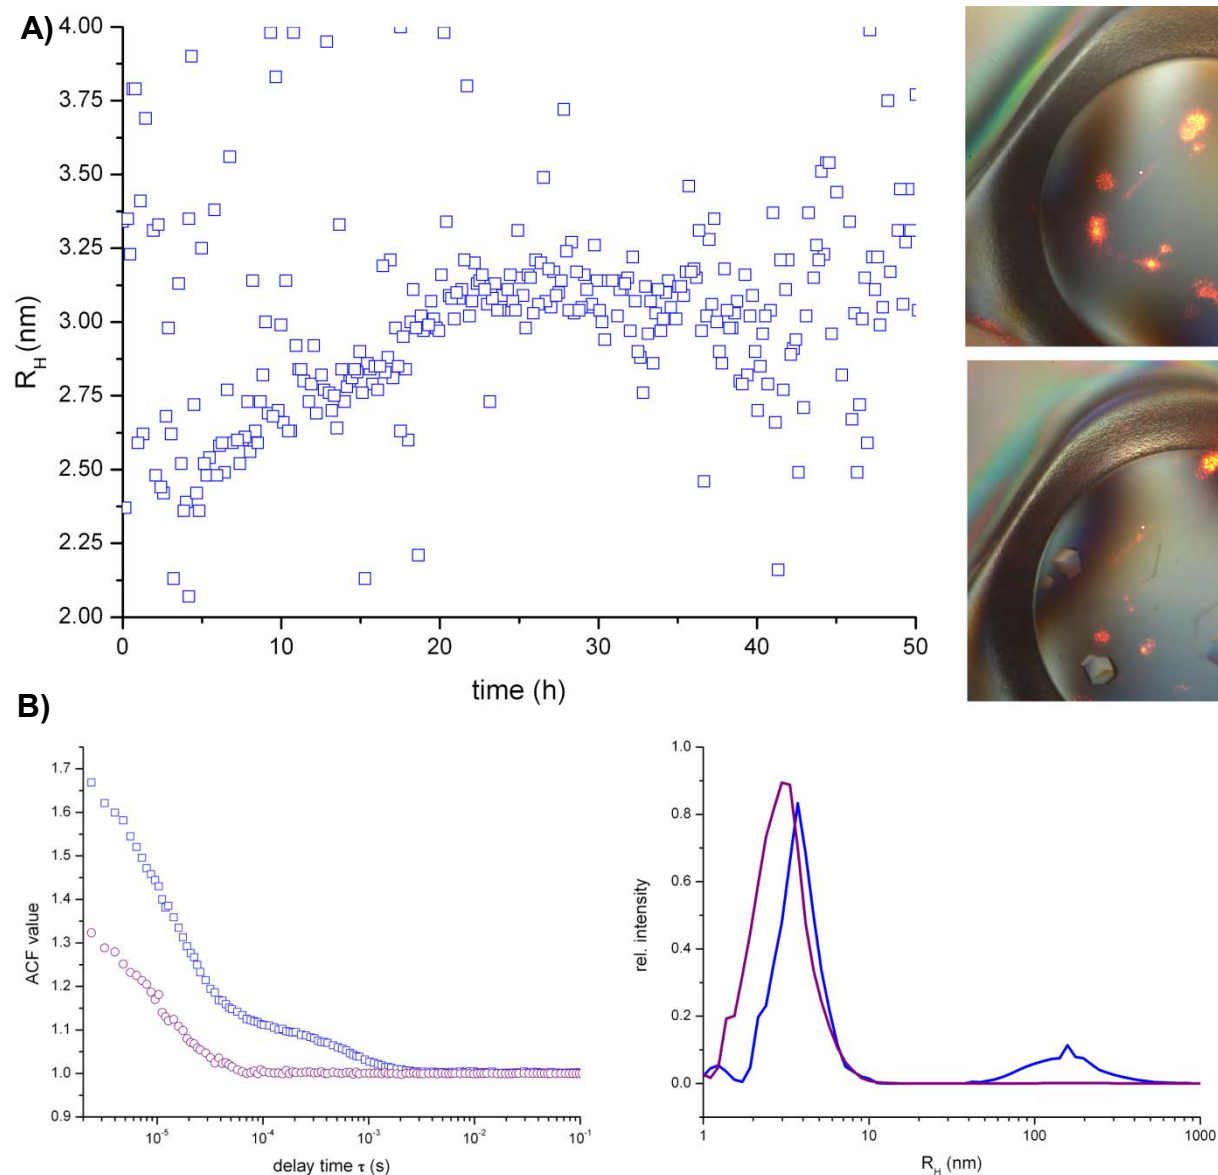 A)
4.00
3.75
3.50
3.25
3.00
2.75
2.50
2.25
2.00
R_H (nm)
0 10 20 30 40 50
time (h)
B)
1.7
1.6
1.5
1.4
1.3
1.2
1.1
1.0
0.9
ACF value
10⁻⁵ 10⁻⁴ 10⁻³ 10⁻² 10⁻¹
delay time τ (s)
1.0
0.8
0.6
0.4
0.2
0.0
rel. intensity
1 10 100 1000
R_H (nm)